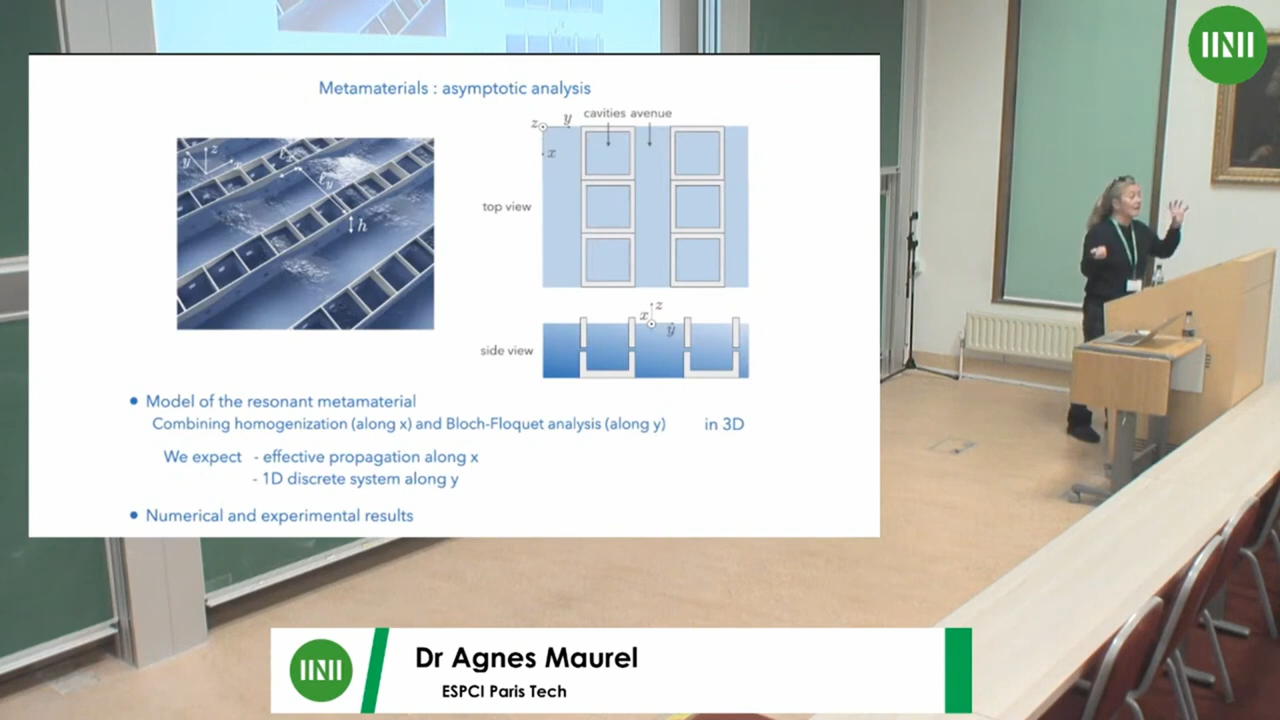 INI
Metamaterials : asymptotic analysis
cavities avenue
z
y
x
top view
y
z
x
ℓy
h
z
x
y
side view
• Model of the resonant metamaterial
Combining homogenization (along x) and Bloch-Floquet analysis (along y) in 3D
We expect - effective propagation along x
- 1D discrete system along y
• Numerical and experimental results
INI
Dr Agnes Maurel
ESPCI Paris Tech